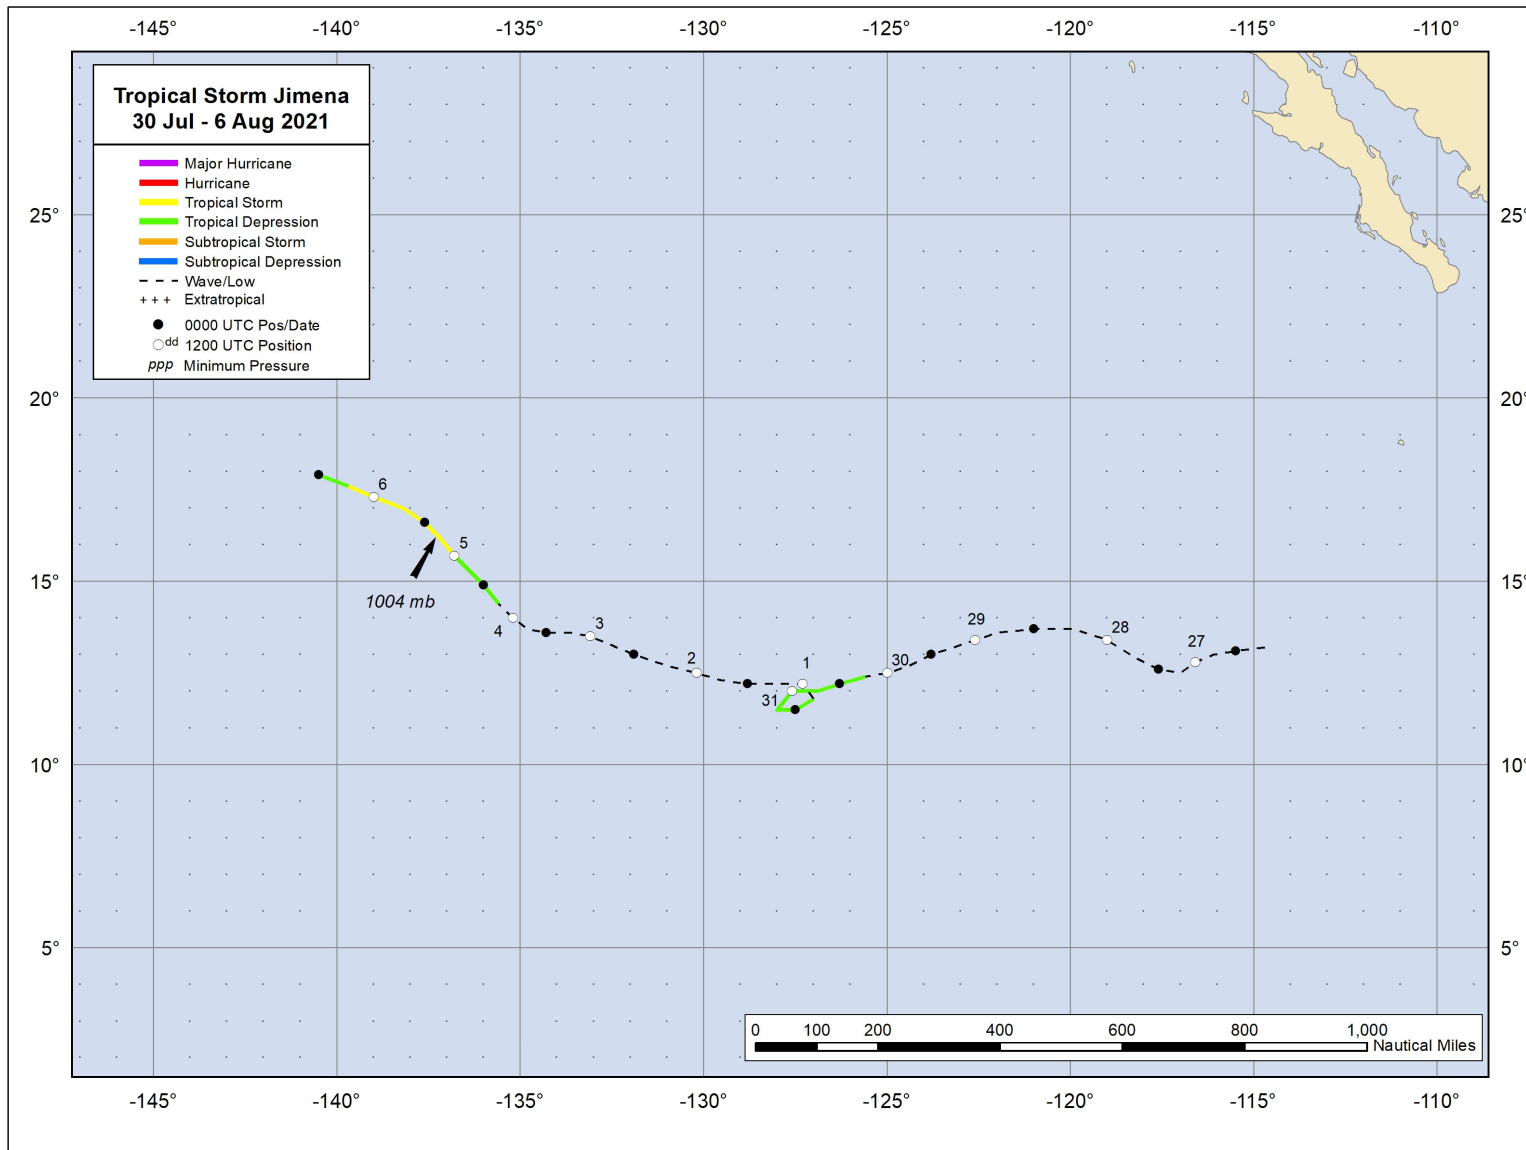 -145° -140° -135° -130° -125° -120° -115° -110°
Tropical Storm Jimena
30 Jul - 6 Aug 2021
Major Hurricane
Hurricane
Tropical Storm
Tropical Depression
Subtropical Storm
Subtropical Depression
Wave/Low
+ + + Extratropical
0000 UTC Pos/Date
dd 1200 UTC Position
ppp Minimum Pressure
25° 25°
20° 20°
6
5
15° 15°
1004 mb
4
3
2
1
31
30
29
28
27
10° 10°
5° 5°
0 100 200 400 600 800 1,000
Nautical Miles
-145° -140° -135° -130° -125° -120° -115° -110°